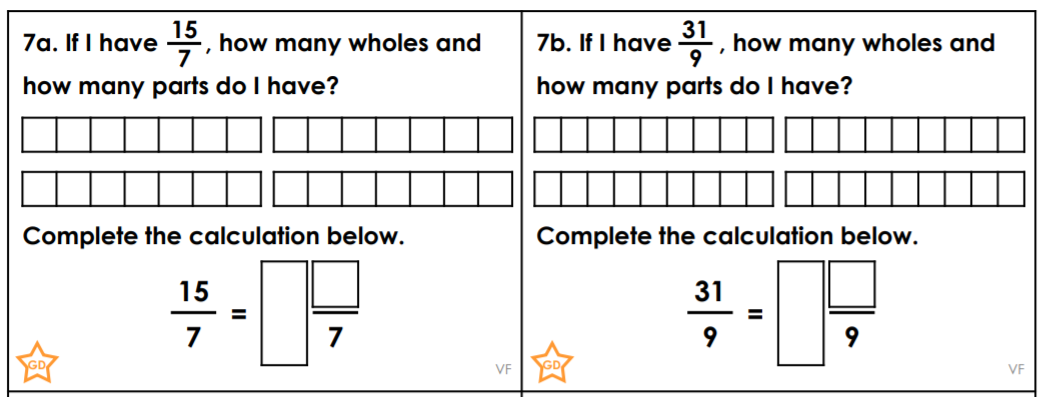 7a. If I have 15/7, how many wholes and
how many parts do I have?
Complete the calculation below.
15/7 = /7
GD
VF
7b. If I have 31/9, how many wholes and
how many parts do I have?
Complete the calculation below.
31/9 = /9
GD
VF